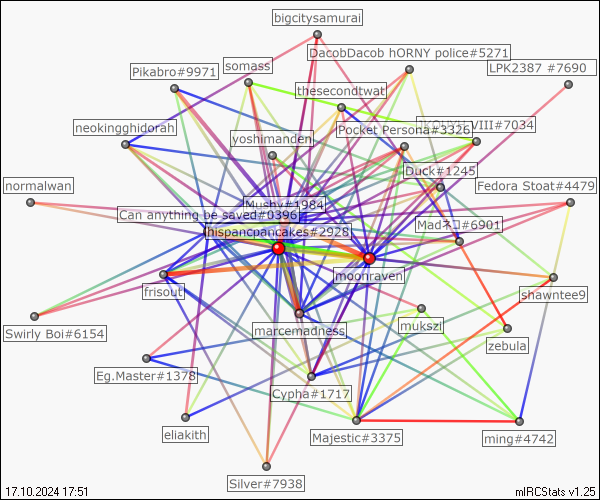 bigcitysamurai
DacobDacob hORNY police#5271
somass
LPK2387 #7690
Pikabro#9971
thesecondtwat
neokingghidorah
Pocket Persona#3326
VIII#7034
yoshimanden
Duck#1245
normalwan
Fedora Stoat#4479
Mushy#1984
Can anything be saved#0396
Mad
#6901
hispancpancakes#2928
moonraven
frisout
shawntee9
Swirly Boi#6154
marcemadness
mukszi
zebula
Eg.Master#1378
Cypha#1717
eliakith
Majestic#3375
ming#4742
Silver#7938
17.10.2024 17:51
mIRCStats v1.25